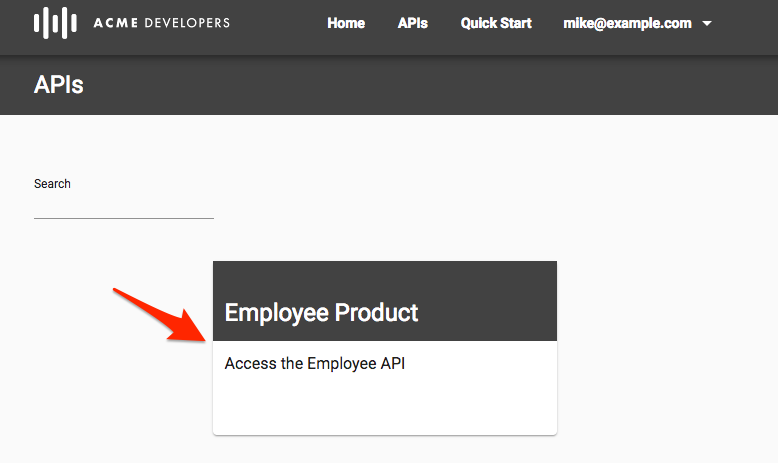 ACME DEVELOPERS Home APIs Quick Start mike@example.com
APIs
Search
Employee Product
Access the Employee API